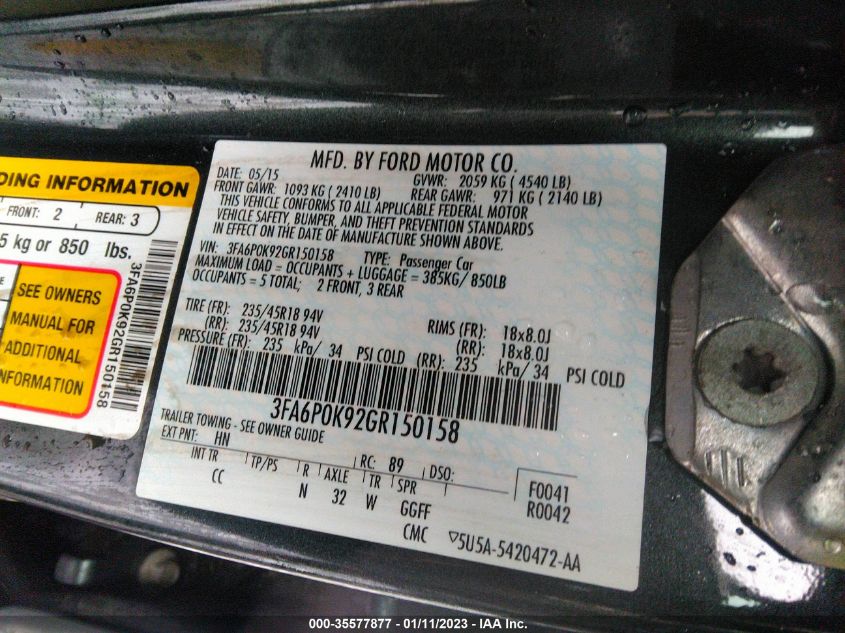 DING INFORMATION
FRONT: 2 REAR: 3
5 kg or 850 lbs.
SEE OWNERS
MANUAL FOR
ADDITIONAL
INFORMATION
3FA6P0K92GR150158
MFD. BY FORD MOTOR CO.
DATE: 05/15 GVWR: 2059 KG ( 4540 LB)
FRONT GAWR: 1093 KG ( 2410 LB) REAR GAWR: 971 KG ( 2140 LB)
THIS VEHICLE CONFORMS TO ALL APPLICABLE FEDERAL MOTOR
VEHICLE SAFETY, BUMPER, AND THEFT PREVENTION STANDARDS
IN EFFECT ON THE DATE OF MANUFACTURE SHOWN ABOVE.
VIN: 3FA6P0K92GR150158 TYPE: Passenger Car
MAXIMUM LOAD = OCCUPANTS + LUGGAGE = 385KG/ 850LB
OCCUPANTS = 5 TOTAL; 2 FRONT, 3 REAR
TIRE (FR): 235/45R18 94V RIMS (FR): 18x8.0J
(RR): 235/45R18 94V (RR): 18x8.0J
PRESSURE (FR): 235 kPa/ 34 PSI COLD (RR): 235 kPa/ 34 PSI COLD
3FA6P0K92GR150158
TRAILER TOWING - SEE OWNER GUIDE
EXT PNT: HN RC: 89 DSO:
INT TR TP/PS R AXLE TR SPR F0041
CC N 32 W GGFF R0042
CMC ▽5U5A-5420472-AA
000-35577877 - 01/11/2023 - IAA Inc.